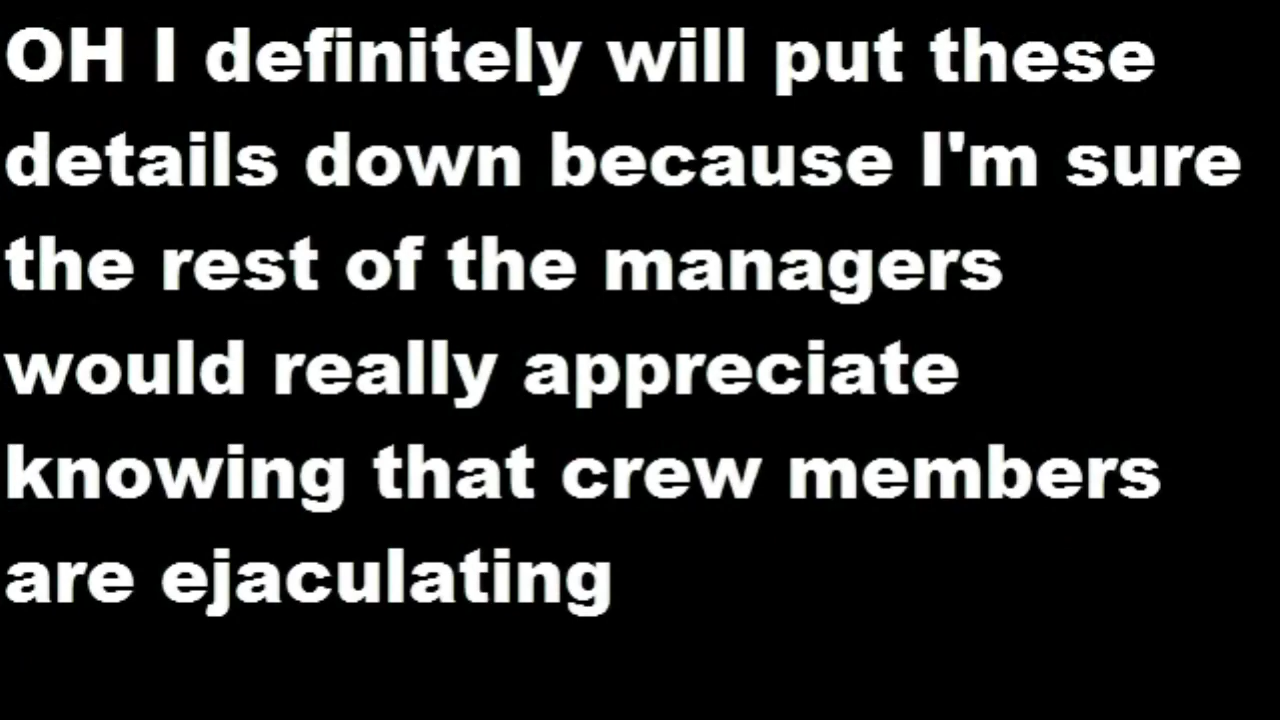 OH I definitely will put these
details down because I'm sure
the rest of the managers
would really appreciate
knowing that crew members
are ejaculating